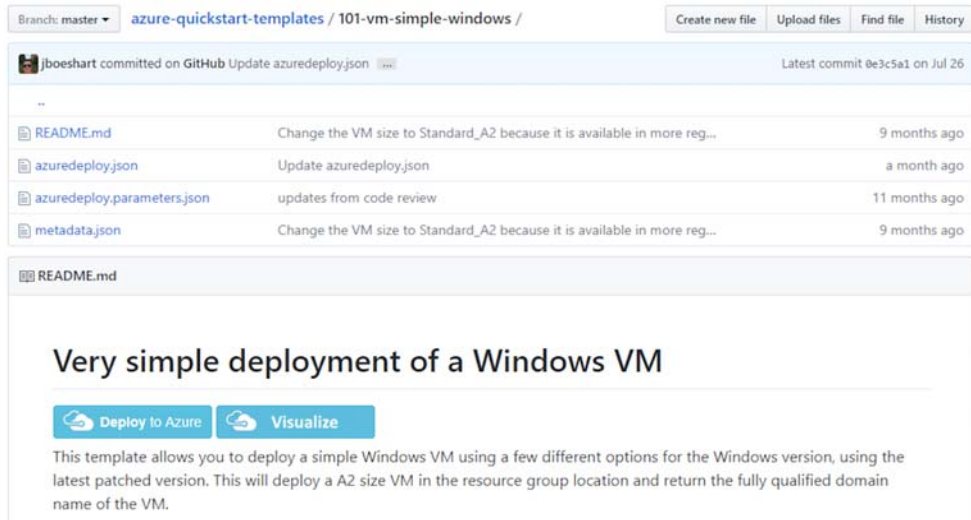 Branch: master azure-quickstart-templates / 101-vm-simple-windows / Create new file Upload files Find file History
jboeshart committed on GitHub Update azuredeploy.json ... Latest commit 0e3c5a1 on Jul 26
..
README.md Change the VM size to Standard_A2 because it is available in more reg... 9 months ago
azuredeploy.json Update azuredeploy.json a month ago
azuredeploy.parameters.json updates from code review 11 months ago
metadata.json Change the VM size to Standard_A2 because it is available in more reg... 9 months ago
README.md
Very simple deployment of a Windows VM
Deploy to Azure Visualize
This template allows you to deploy a simple Windows VM using a few different options for the Windows version, using the
latest patched version. This will deploy a A2 size VM in the resource group location and return the fully qualified domain
name of the VM.